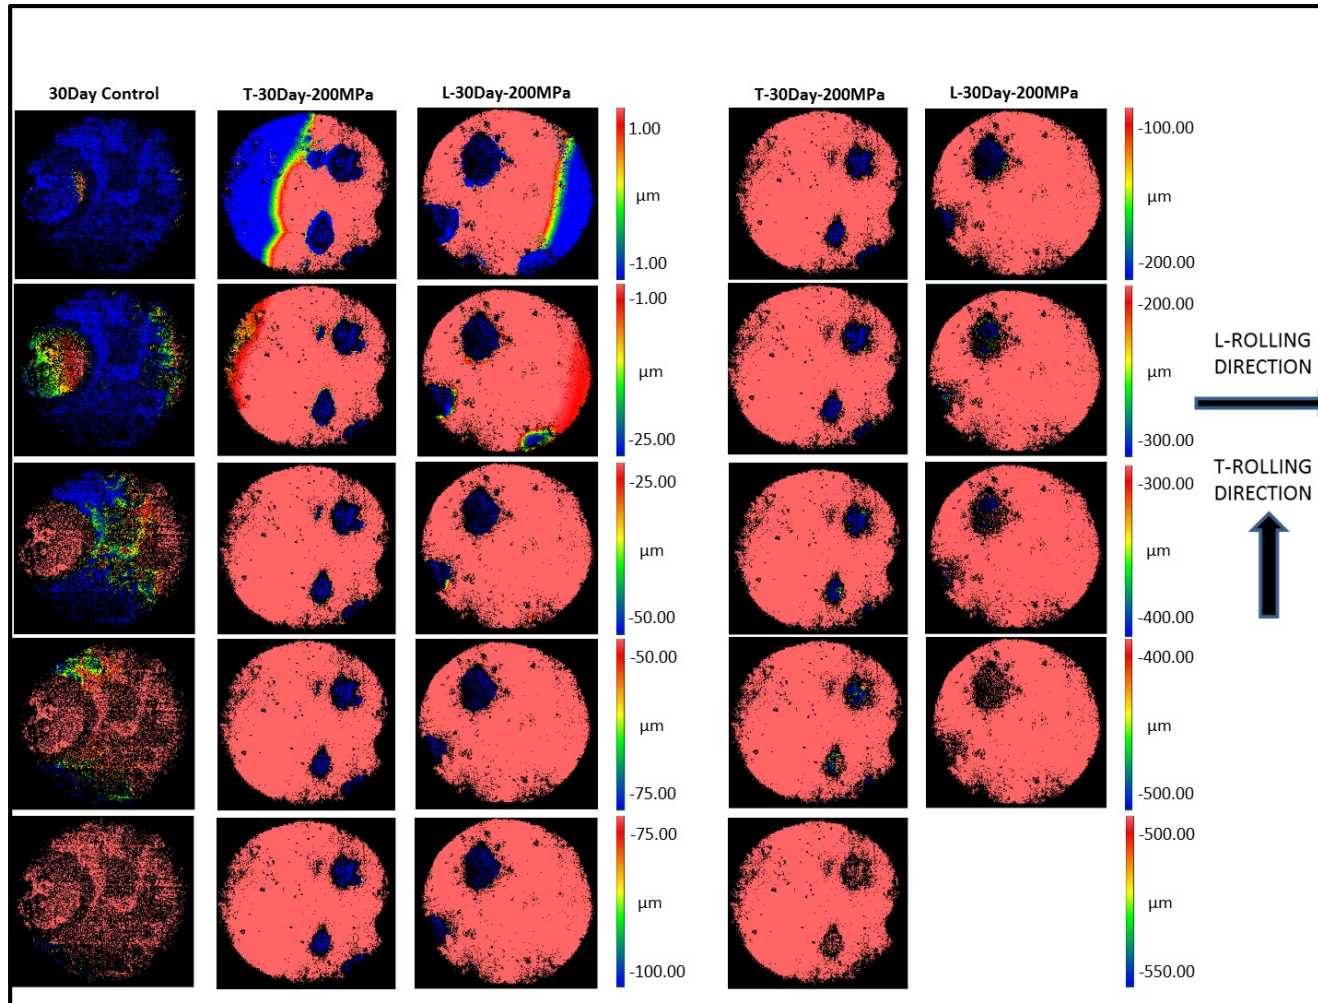 30Day Control
T-30Day-200MPa
L-30Day-200MPa
T-30Day-200MPa
L-30Day-200MPa
1.00
µm
-1.00
-100.00
µm
-200.00
-1.00
µm
-25.00
-200.00
µm
-300.00
L-ROLLING
DIRECTION
-25.00
µm
-50.00
-300.00
µm
-400.00
T-ROLLING
DIRECTION
-50.00
µm
-75.00
-400.00
µm
-500.00
-75.00
µm
-100.00
-500.00
µm
-550.00